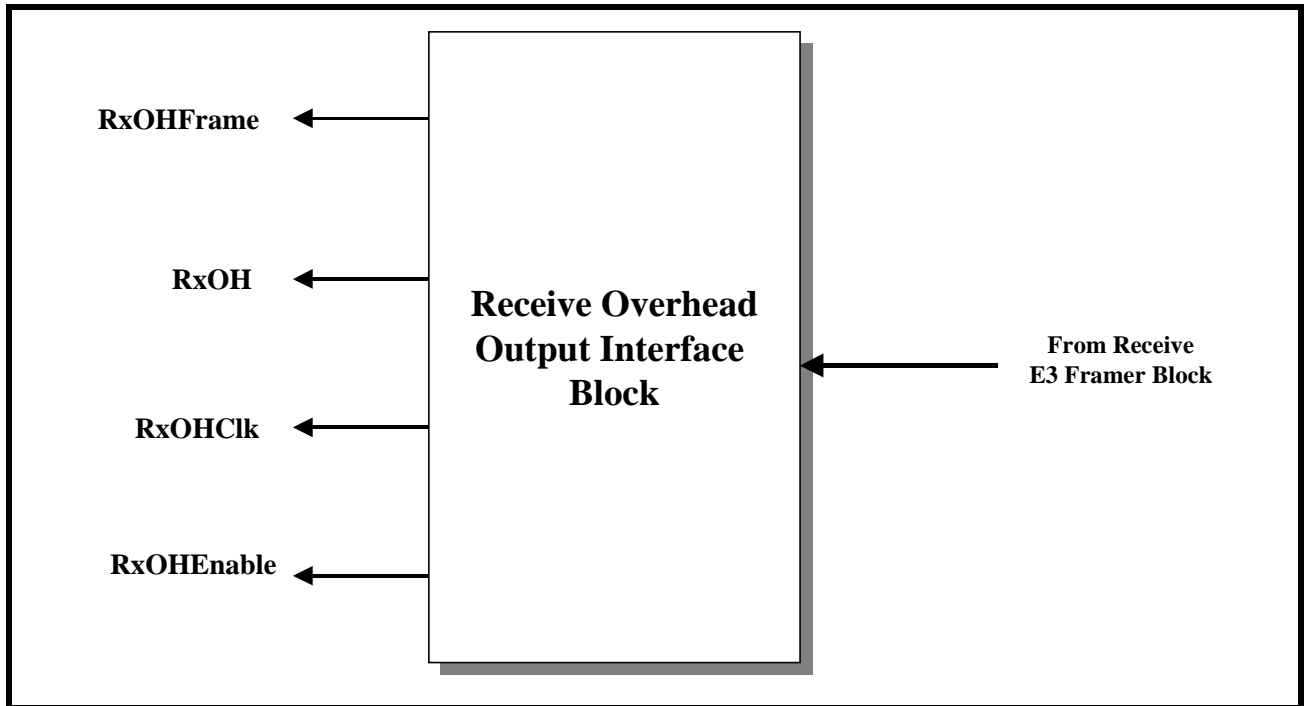 RxOHFrame
RxOH
RxOHClk
RxOHEnable
Receive Overhead
Output Interface
Block
From Receive
E3 Framer Block